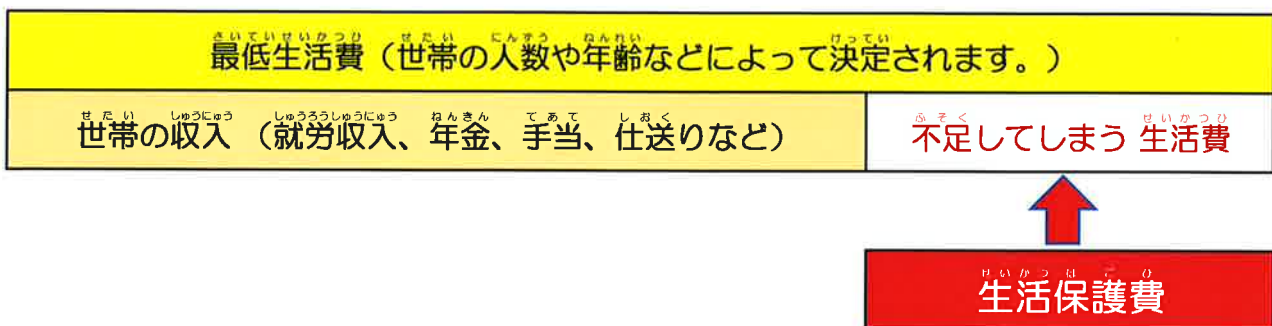 最低生活費（世帯の人数や年齢などによって決定されます。）
世帯の収入 （就労収入、年金、手当、仕送りなど） 不足してしまう 生活費
生活保護費